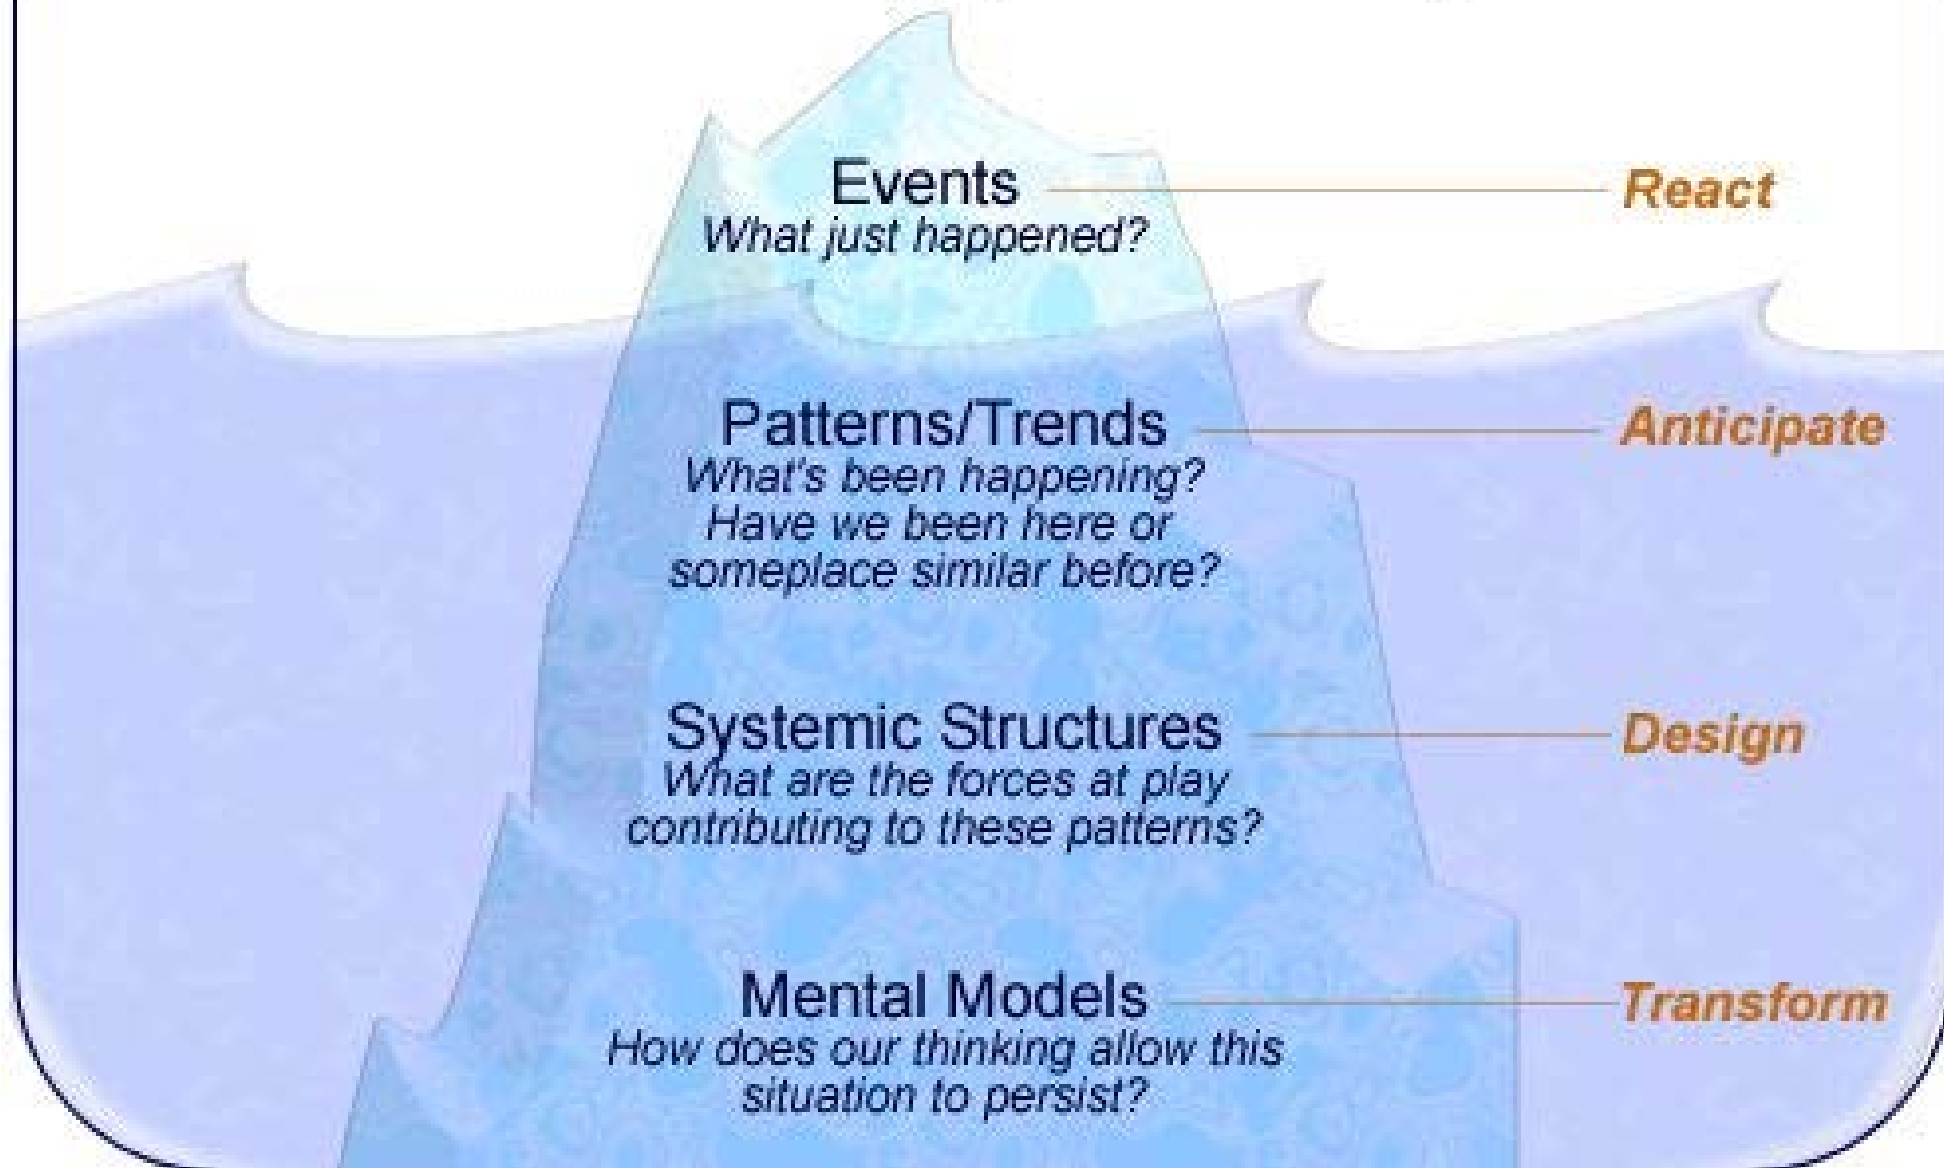 Events
React
What just happened?
Patterns/Trends
Anticipate
What's been happening?
Have we been here or
someplace similar before?
Systemic Structures
Design
What are the forces at play
contributing to these patterns?
Mental Models
Transform
How does our thinking allow this
situation to persist?